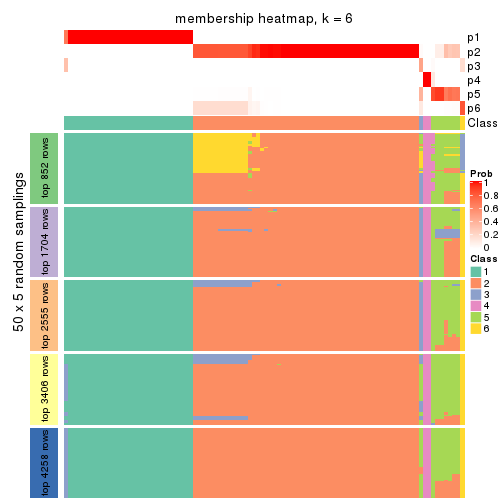 membership heatmap, k = 6
p1
p2
p3
p4
p5
p6
Class
50 x 5 random samplings
top 852 rows
top 1704 rows
top 2555 rows
top 3406 rows
top 4258 rows
Prob
1
0.8
0.6
0.4
0.2
0
Class
1
2
3
4
5
6